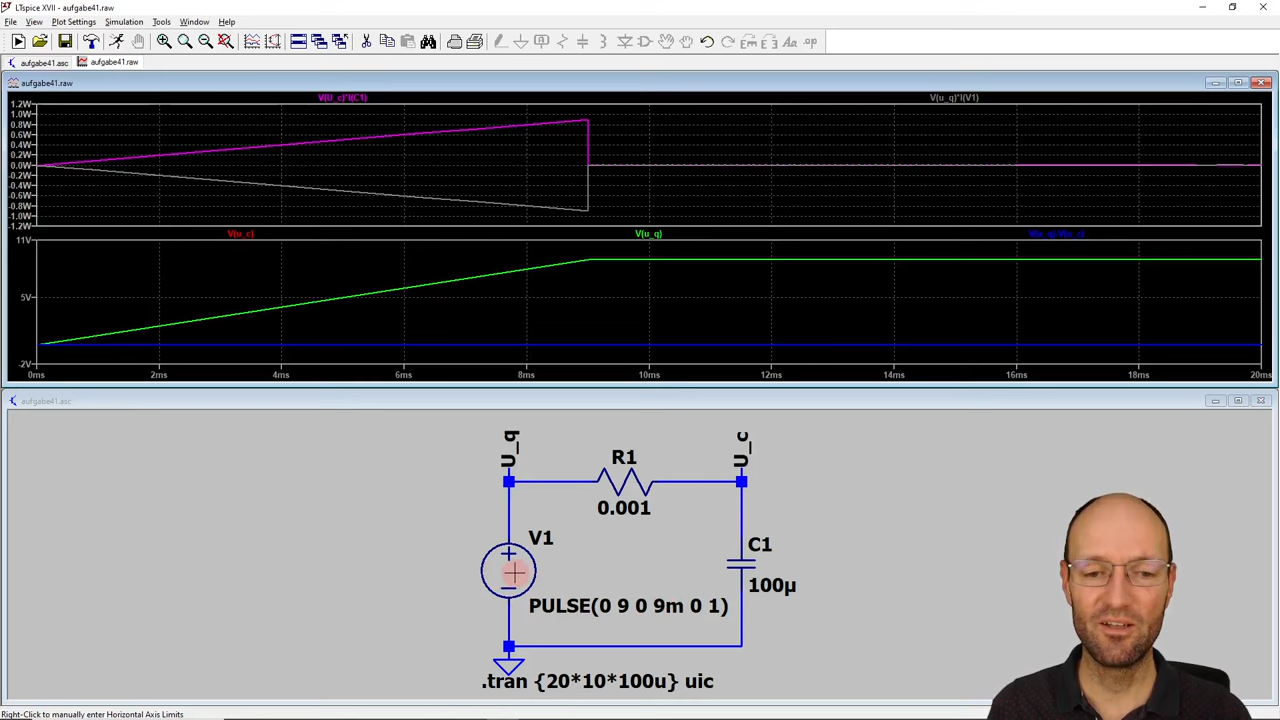 LTspice XVII - aufgabe41.raw
File View Plot Settings Simulation Tools Window Help
aufgabe41.asc aufgabe41.raw
aufgabe41.raw
V(U_c)*I(C1) V(u_q)*I(V1)
1.2W
1.0W
0.8W
0.6W
0.4W
0.2W
0.0W
-0.2W
-0.4W
-0.6W
-0.8W
-1.0W
-1.2W
V(u_c) V(u_q)
11V
5V
-2V
0ms 2ms 4ms 6ms 8ms 10ms 12ms 14ms 16ms 18ms 20ms
aufgabe41.asc
U_q
U_c
R1
0.001
V1
C1
100µ
PULSE(0 9 0 9m 0 1)
.tran {20*10*100u} uic
Right-Click to manually enter Horizontal Axis Limits